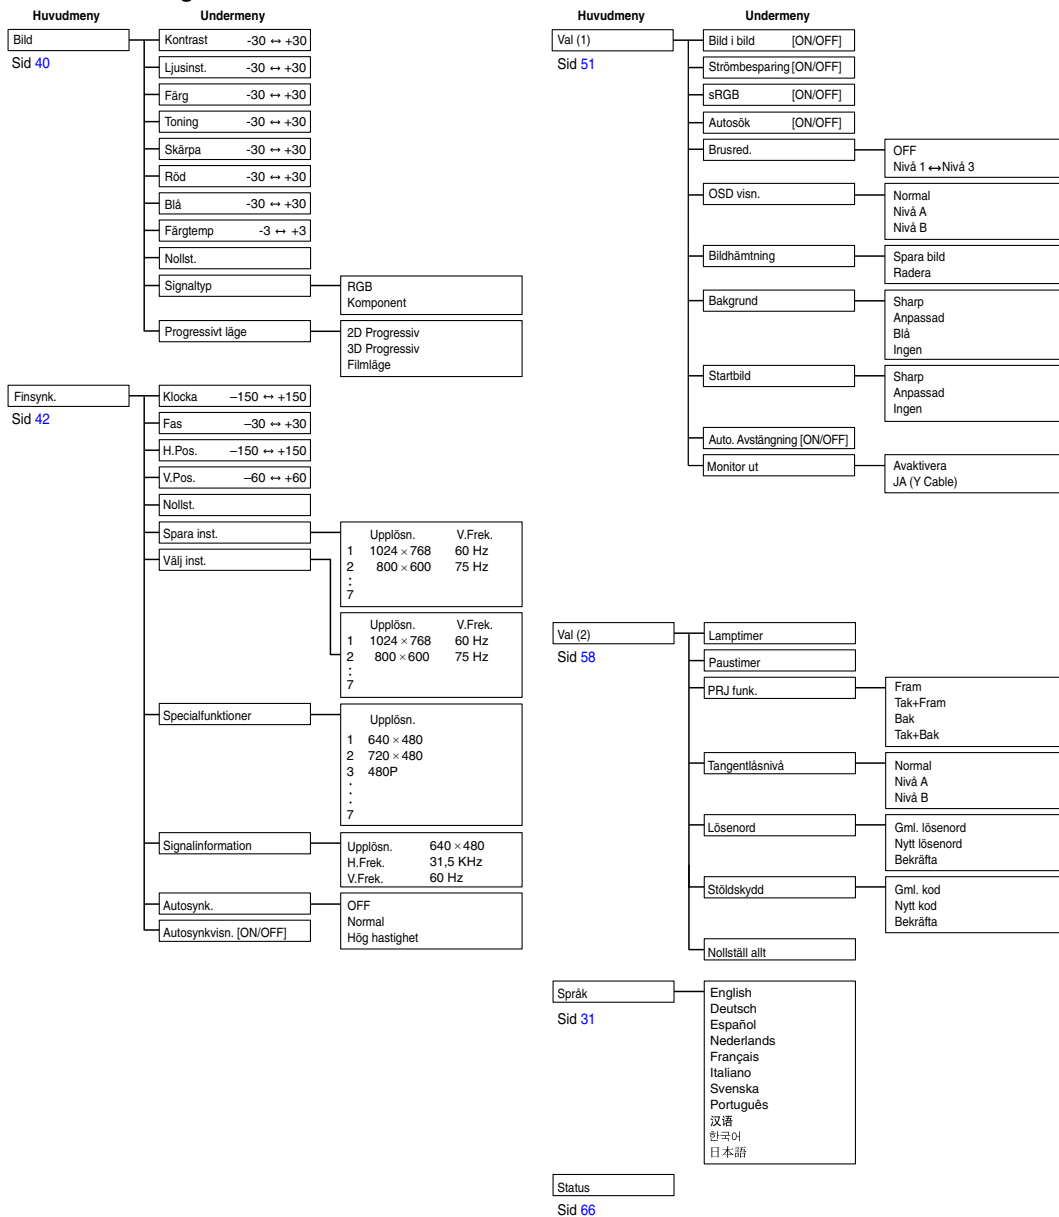 Huvudmeny Undermeny
Bild
Sid 40
Kontrast -30 ↔ +30
Ljusinst. -30 ↔ +30
Färg -30 ↔ +30
Toning -30 ↔ +30
Skärpa -30 ↔ +30
Röd -30 ↔ +30
Blå -30 ↔ +30
Färgtemp -3 ↔ +3
Nollst.
Signaltyp
RGB
Komponent
Progressivt läge
2D Progressiv
3D Progressiv
Filmläge
Finsynk.
Sid 42
Klocka −150 ↔ +150
Fas −30 ↔ +30
H.Pos. −150 ↔ +150
V.Pos. −60 ↔ +60
Nollst.
Spara inst.
Upplösn. V.Frek.
1 1024 × 768 60 Hz
2 800 × 600 75 Hz
:
7
Välj inst.
Upplösn. V.Frek.
1 1024 × 768 60 Hz
2 800 × 600 75 Hz
:
7
Specialfunktioner
Upplösn.
1 640 × 480
2 720 × 480
3 480P
:
:
7
Signalinformation
Upplösn. 640 × 480
H.Frek. 31,5 KHz
V.Frek. 60 Hz
Autosynk.
OFF
Normal
Hög hastighet
Autosynkvisn. [ON/OFF]
Huvudmeny Undermeny
Val (1)
Sid 51
Bild i bild [ON/OFF]
Strömbesparing [ON/OFF]
sRGB [ON/OFF]
Autosök [ON/OFF]
Brusred.
OFF
Nivå 1 ↔ Nivå 3
OSD visn.
Normal
Nivå A
Nivå B
Bildhämtning
Spara bild
Radera
Bakgrund
Sharp
Anpassad
Blå
Ingen
Startbild
Sharp
Anpassad
Ingen
Auto. Avstängning [ON/OFF]
Monitor ut
Avaktivera
JA (Y Cable)
Val (2)
Sid 58
Lamptimer
Paustimer
PRJ funk.
Fram
Tak+Fram
Bak
Tak+Bak
Tangentlåsnivå
Normal
Nivå A
Nivå B
Lösenord
Gml. lösenord
Nytt lösenord
Bekräfta
Stöldskydd
Gml. kod
Nytt kod
Bekräfta
Nollställ allt
Språk
Sid 31
English
Deutsch
Español
Nederlands
Français
Italiano
Svenska
Português
汉语
한국어
日本語
Status
Sid 66